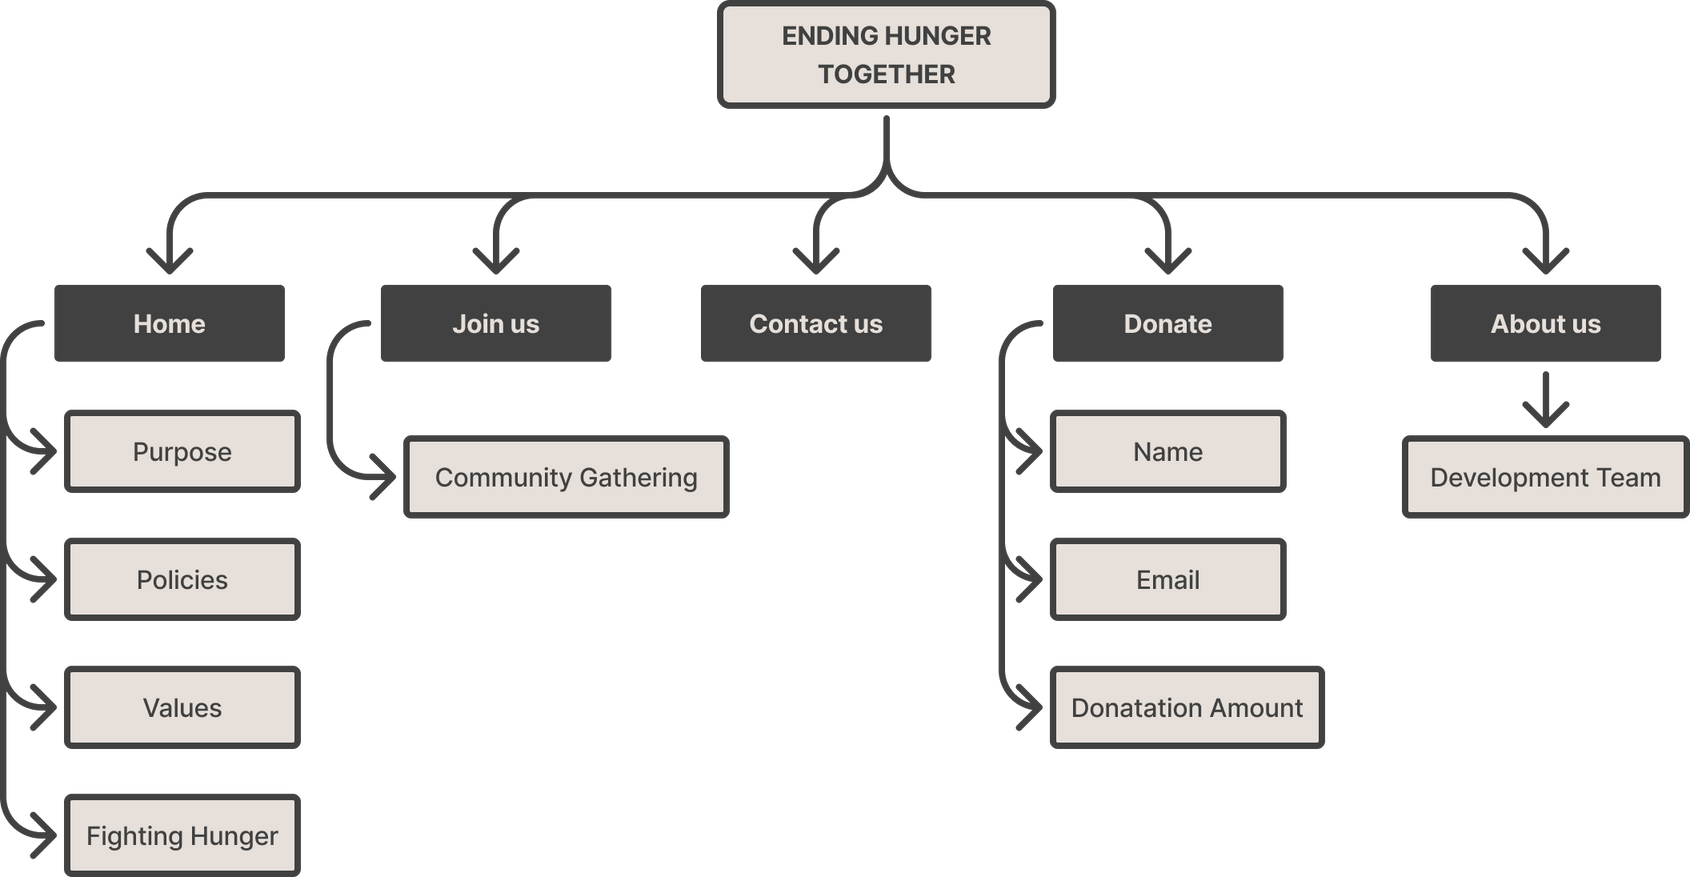 ENDING HUNGER
TOGETHER
Home
Join us
Contact us
Donate
About us
Purpose
Policies
Values
Fighting Hunger
Community Gathering
Name
Email
Donatation Amount
Development Team